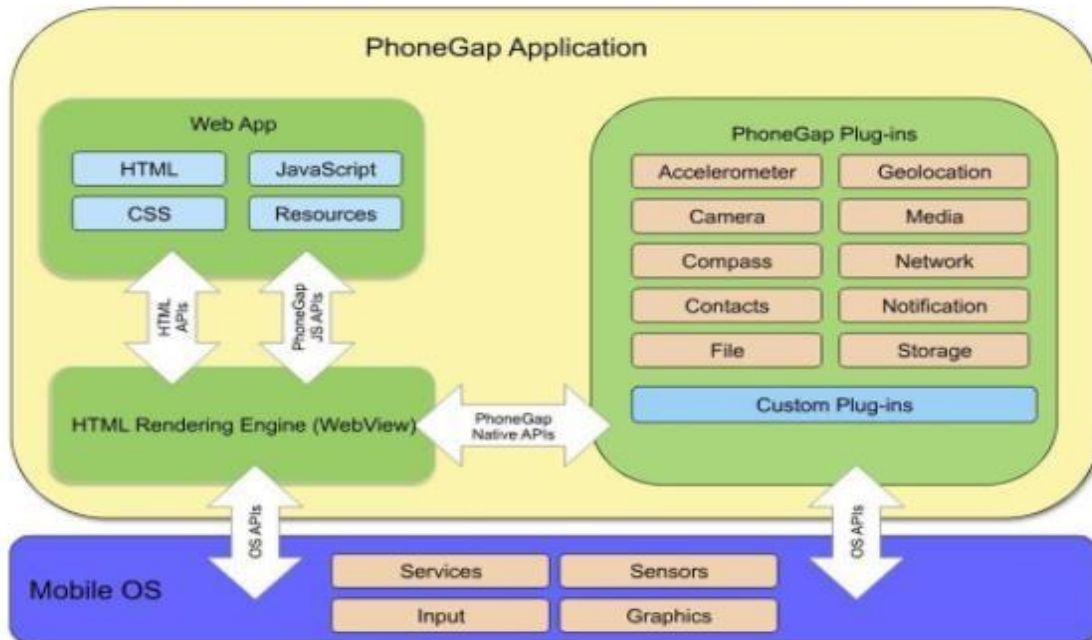 PhoneGap Application
Web App
HTML
JavaScript
CSS
Resources
HTML
APIs
PhoneGap
JS APIs
HTML Rendering Engine (WebView)
PhoneGap
Native APIs
PhoneGap Plug-ins
Accelerometer
Geolocation
Camera
Media
Compass
Network
Contacts
Notification
File
Storage
Custom Plug-ins
OS APIs
OS APIs
Mobile OS
Services
Sensors
Input
Graphics